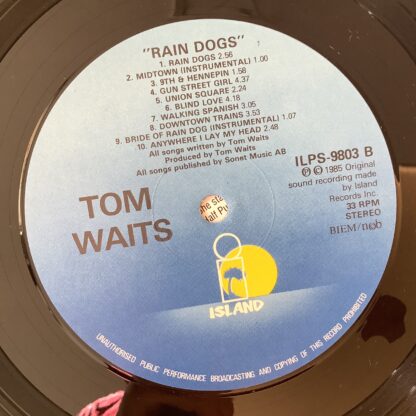 "RAIN DOGS"
1. RAIN DOGS 2.56
2. MIDTOWN (INSTRUMENTAL) 1.00
3. 9TH & HENNEPIN 1.58
4. GUN STREET GIRL 4.37
5. UNION SQUARE 2.24
6. BLIND LOVE 4.18
7. WALKING SPANISH 3.05
8. DOWNTOWN TRAINS 3.53
9. BRIDE OF RAIN DOG (INSTRUMENTAL) 1.07
10. ANYWHERE I LAY MY HEAD 2.48
All songs written by Tom Waits
Produced by Tom Waits
All songs published by Sonet Music AB
ILPS-9803 B
℗ © 1985 Original
sound recording made
by Island
Records Inc.
33 RPM
STEREO
BIEM/n©b
TOM
WAITS
ISLAND
UNAUTHORISED PUBLIC PERFORMANCE BROADCASTING AND COPYING OF THIS RECORD PROHIBITED